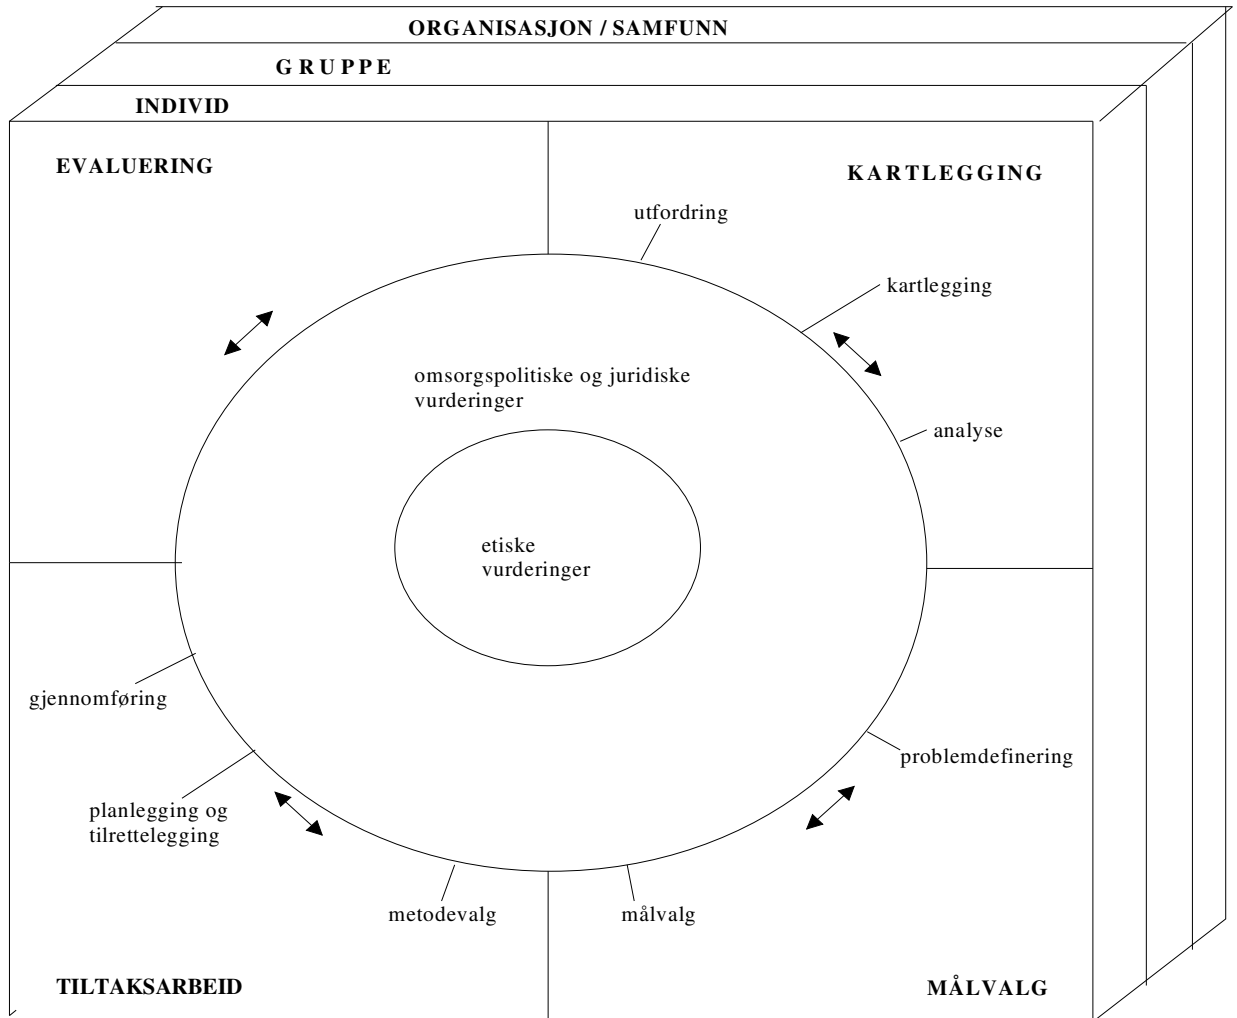 ORGANISASJON / SAMFUNN
GRUPPE
INDIVID
EVALUERING
KARTLEGGING
utfordring
kartlegging
omsorgspolitiske og juridiske
vurderinger
analyse
etiske
vurderinger
gjennomføring
problemdefinering
planlegging og
tilrettelegging
metodevalg
målvalg
TILTAKSARBEID
MÅLVALG